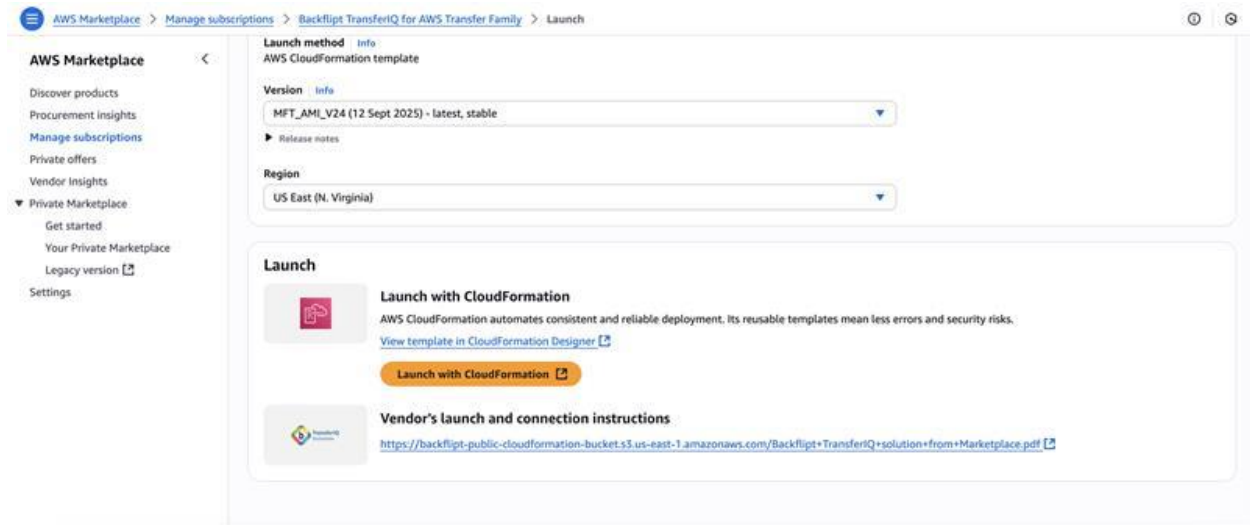 AWS Marketplace > Manage subscriptions > Backflipt TransferIQ for AWS Transfer Family > Launch
AWS Marketplace
Discover products
Procurement insights
Manage subscriptions
Private offers
Vendor Insights
Private Marketplace
Get started
Your Private Marketplace
Legacy version
Settings
Launch method Info
AWS CloudFormation template
Version Info
MFT_AMI_V24 (12 Sept 2025) - latest, stable
Release notes
Region
US East (N. Virginia)
Launch
Launch with CloudFormation
AWS CloudFormation automates consistent and reliable deployment. Its reusable templates mean less errors and security risks.
View template in CloudFormation Designer
Launch with CloudFormation
TransferIQ
Vendor's launch and connection instructions
https://backflipt-public-cloudformation-bucket.s3.us-east-1.amazonaws.com/Backflipt+TransferIQ+solution+from+Marketplace.pdf